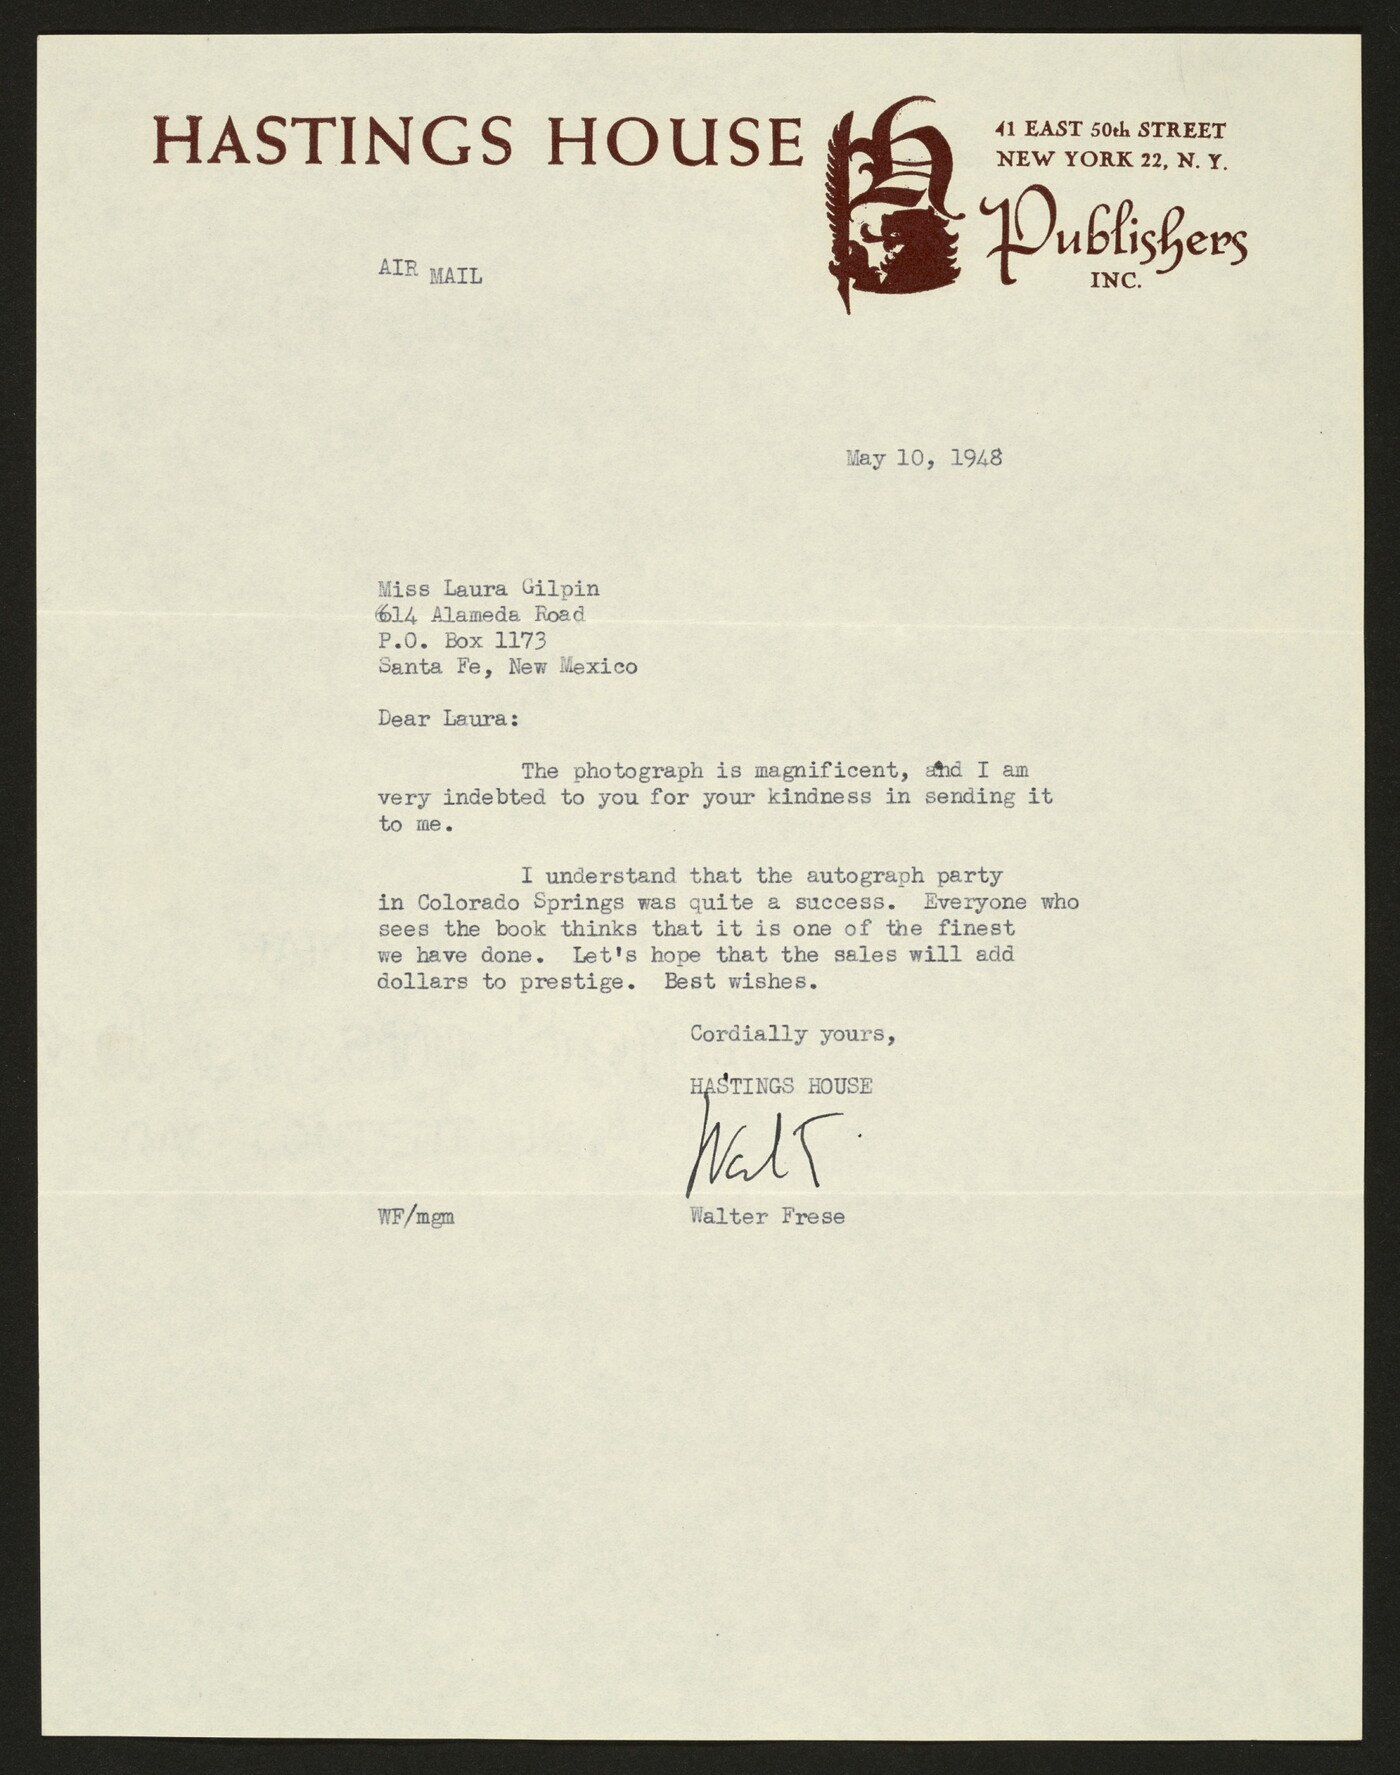 HASTINGS HOUSE
41 EAST 50th STREET
NEW YORK 22, N. Y.
Publishers
INC.
AIR MAIL
May 10, 1948
Miss Laura Gilpin
614 Alameda Road
P.O. Box 1173
Santa Fe, New Mexico
Dear Laura:
The photograph is magnificent, and I am
very indebted to you for your kindness in sending it
to me.
I understand that the autograph party
in Colorado Springs was quite a success. Everyone who
sees the book thinks that it is one of the finest
we have done. Let's hope that the sales will add
dollars to prestige. Best wishes.
Cordially yours,
HASTINGS HOUSE
Walt
WF/mgm
Walter Frese